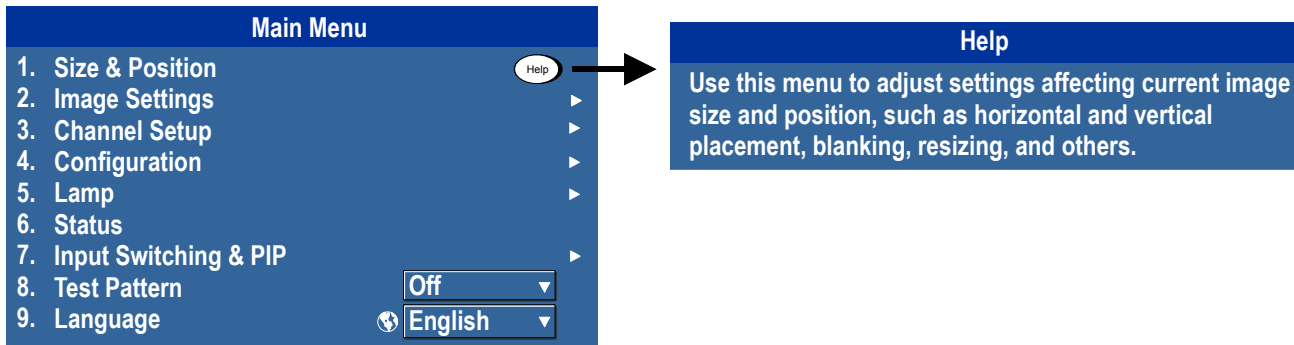 Main Menu
1. Size & Position
Help
2. Image Settings
3. Channel Setup
4. Configuration
5. Lamp
6. Status
7. Input Switching & PIP
8. Test Pattern Off
9. Language English
Help
Use this menu to adjust settings affecting current image
size and position, such as horizontal and vertical
placement, blanking, resizing, and others.